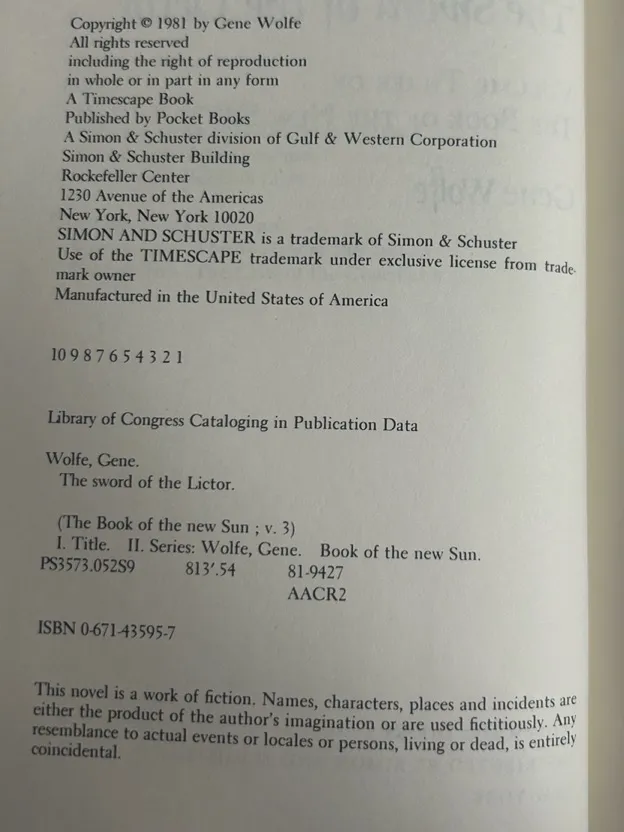 Copyright © 1981 by Gene Wolfe
All rights reserved
including the right of reproduction
in whole or in part in any form
A Timescape Book
Published by Pocket Books
A Simon & Schuster division of Gulf & Western Corporation
Simon & Schuster Building
Rockefeller Center
1230 Avenue of the Americas
New York, New York 10020
SIMON AND SCHUSTER is a trademark of Simon & Schuster
Use of the TIMESCAPE trademark under exclusive license from trade-
mark owner
Manufactured in the United States of America
10 9 8 7 6 5 4 3 2 1
Library of Congress Cataloging in Publication Data
Wolfe, Gene.
The sword of the Lictor.
(The Book of the new Sun ; v. 3)
I. Title. II. Series: Wolfe, Gene. Book of the new Sun.
PS3573.052S9 813'.54 81-9427
AACR2
ISBN 0-671-43595-7
This novel is a work of fiction. Names, characters, places and incidents are
either the product of the author's imagination or are used fictitiously. Any
resemblance to actual events or locales or persons, living or dead, is entirely
coincidental.